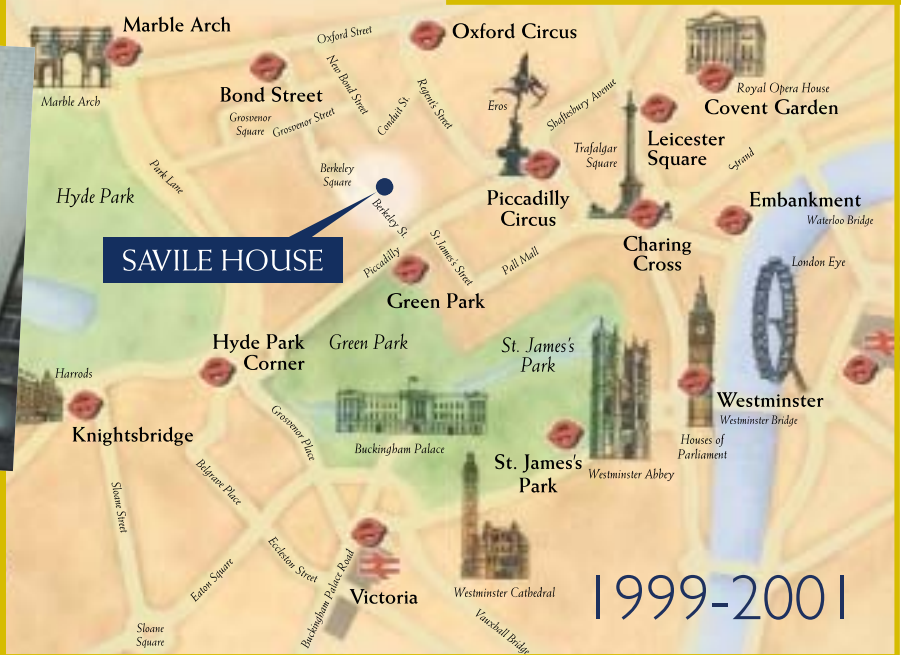 Marble Arch
Oxford Street
Oxford Circus
Marble Arch
Bond Street
New Bond Street
Conduit St.
Regent's Street
Eros
Shaftesbury Avenue
Royal Opera House
Covent Garden
Grosvenor
Square
Grosvenor Street
Trafalgar
Square
Leicester
Square
Strand
Park Lane
Hyde Park
Berkeley
Square
Berkeley St.
Piccadilly
Circus
Embankment
Waterloo Bridge
SAVILE HOUSE
Piccadilly
St James's Street
Pall Mall
Charing
Cross
London Eye
Green Park
Hyde Park
Corner
Green Park
St. James's
Park
Harrods
Knightsbridge
Grosvenor Place
Buckingham Palace
Westminster
Westminster Bridge
Houses of
Parliament
St. James's
Park
Westminster Abbey
Sloane Street
Belgrave Place
Eaton Square
Eccleston Street
Buckingham Palace Road
Victoria
Westminster Cathedral
Vauxhall Bridge
Sloane
Square
1999-2001